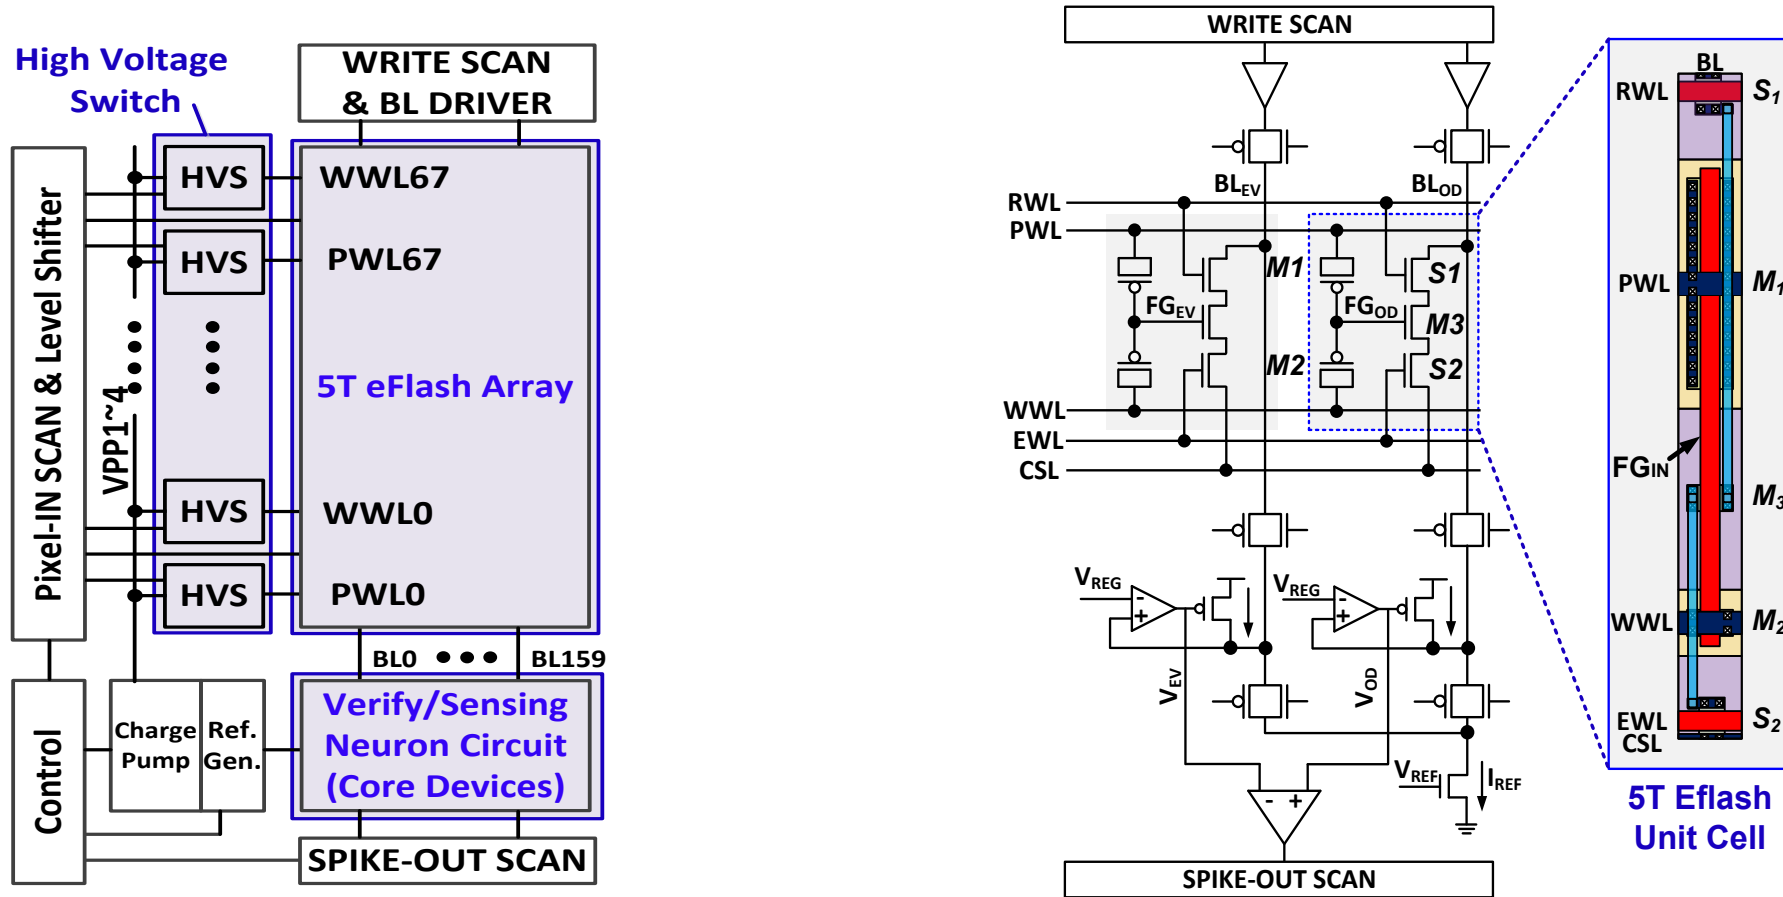 High Voltage
Switch
WRITE SCAN
& BL DRIVER
Pixel-IN SCAN & Level Shifter
VPP1~4
HVS
WWL67
HVS
PWL67
5T eFlash Array
HVS
WWL0
HVS
PWL0
BL0
BL159
Control
Charge
Pump
Ref.
Gen.
Verify/Sensing
Neuron Circuit
(Core Devices)
SPIKE-OUT SCAN
WRITE SCAN
BLEV
BLOD
RWL
PWL
M1
S1
FGEV
FGOD
M3
M2
S2
WWL
EWL
CSL
VREG
VREG
VEV
VOD
VREF
IREF
- +
- +
- +
SPIKE-OUT SCAN
BL
RWL
S1
PWL
M1
FGIN
M3
WWL
M2
EWL
S2
CSL
5T Eflash
Unit Cell